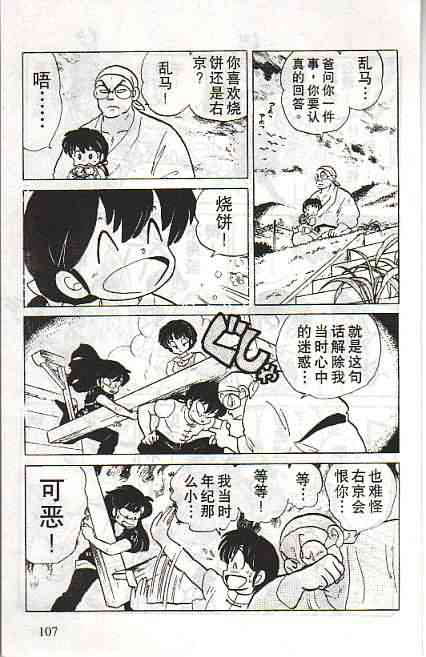 乱马⋯
爸问你一件
事，你要认
真的回答。
乱马！
你喜欢烧
饼还是右
京？
唔⋯⋯
烧饼！
就是这句
话解除我
当时心中
的迷惑⋯
どしゃ
也难怪
右京会
恨你⋯
等⋯
等等！
我当时
年纪那
么小⋯
可恶！
107